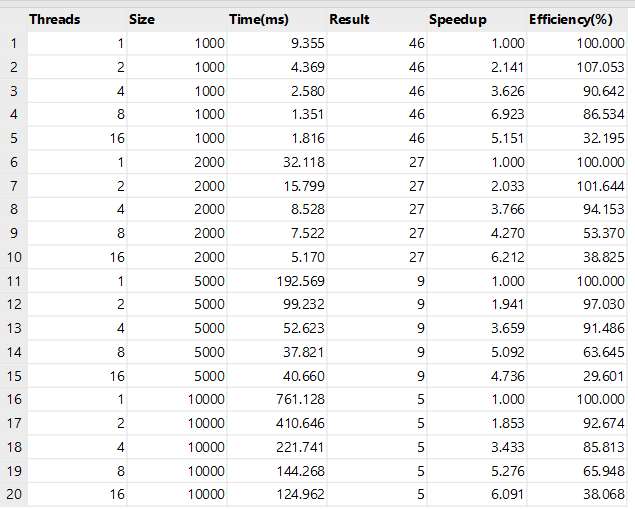 Threads Size Time(ms) Result Speedup Efficiency(%)
1 1 1000 9.355 46 1.000 100.000
2 2 1000 4.369 46 2.141 107.053
3 4 1000 2.580 46 3.626 90.642
4 8 1000 1.351 46 6.923 86.534
5 16 1000 1.816 46 5.151 32.195
6 1 2000 32.118 27 1.000 100.000
7 2 2000 15.799 27 2.033 101.644
8 4 2000 8.528 27 3.766 94.153
9 8 2000 7.522 27 4.270 53.370
10 16 2000 5.170 27 6.212 38.825
11 1 5000 192.569 9 1.000 100.000
12 2 5000 99.232 9 1.941 97.030
13 4 5000 52.623 9 3.659 91.486
14 8 5000 37.821 9 5.092 63.645
15 16 5000 40.660 9 4.736 29.601
16 1 10000 761.128 5 1.000 100.000
17 2 10000 410.646 5 1.853 92.674
18 4 10000 221.741 5 3.433 85.813
19 8 10000 144.268 5 5.276 65.948
20 16 10000 124.962 5 6.091 38.068